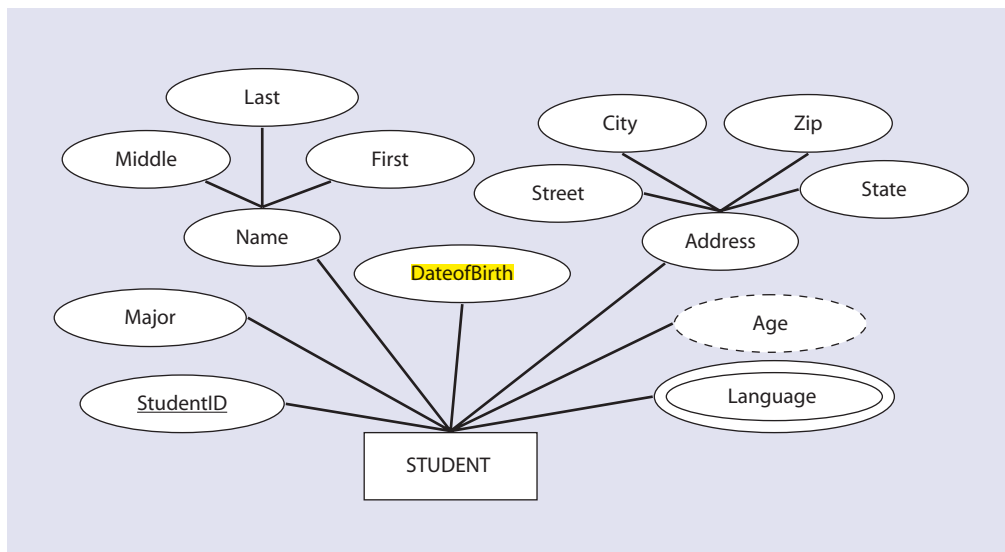 Last
City
Zip
Middle
First
Street
State
Name
Address
DateofBirth
Major
Age
StudentID
Language
STUDENT